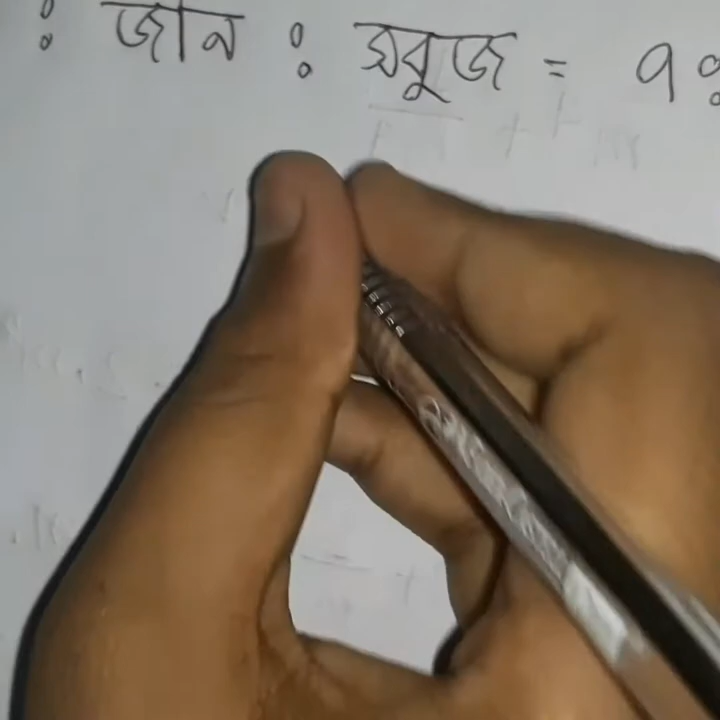 ঃ জান ঃ সবুজ = ৭ ঃ